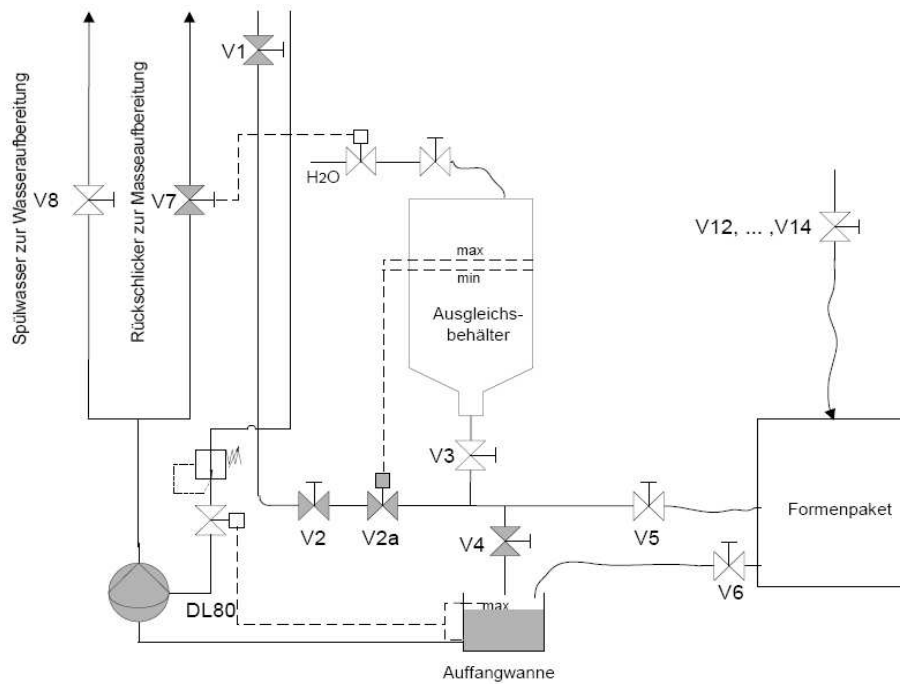 Spülwasser zur Wasseraufbereitung
Rückschlicker zur Masseaufbereitung
V1
H2O
V8
V7
V12, ... ,V14
max
min
Ausgleichs-
behälter
V3
Formenpaket
V2
V2a
V4
V5
V6
DL80
max
Auffangwanne